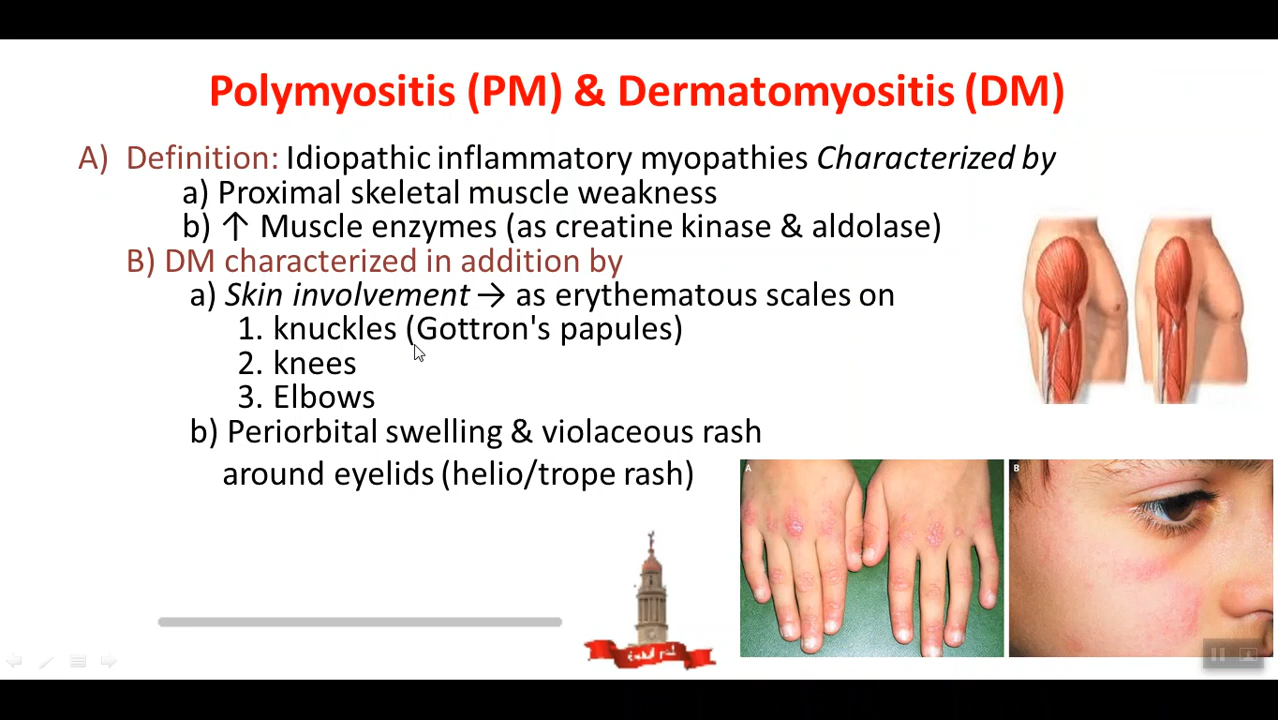 Polymyositis (PM) & Dermatomyositis (DM)
A) Definition: Idiopathic inflammatory myopathies Characterized by
a) Proximal skeletal muscle weakness
b) ↑ Muscle enzymes (as creatine kinase & aldolase)
B) DM characterized in addition by
a) Skin involvement → as erythematous scales on
1. knuckles (Gottron's papules)
2. knees
3. Elbows
b) Periorbital swelling & violaceous rash
around eyelids (helio/trope rash)
A
B